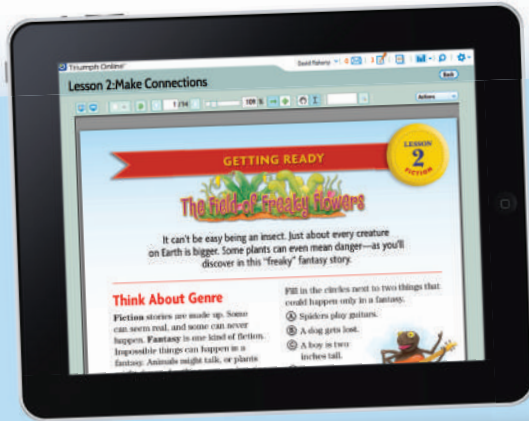 Triumph Online™
David Flaherty
Lesson 2:Make Connections
Back
1/14
109 %
Actions
GETTING READY
LESSON
2
FICTION
The Field of Freaky Flowers
It can't be easy being an insect. Just about every creature
on Earth is bigger. Some plants can even mean danger—as you'll
discover in this "freaky" fantasy story.
Think About Genre
Fiction stories are made up. Some
can seem real, and some can never
happen. Fantasy is one kind of fiction.
Impossible things can happen in a
fantasy. Animals might talk, or plants
Fill in the circles next to two things that
could happen only in a fantasy.
A Spiders play guitars.
B A dog gets lost.
C A boy is two
inches tall.